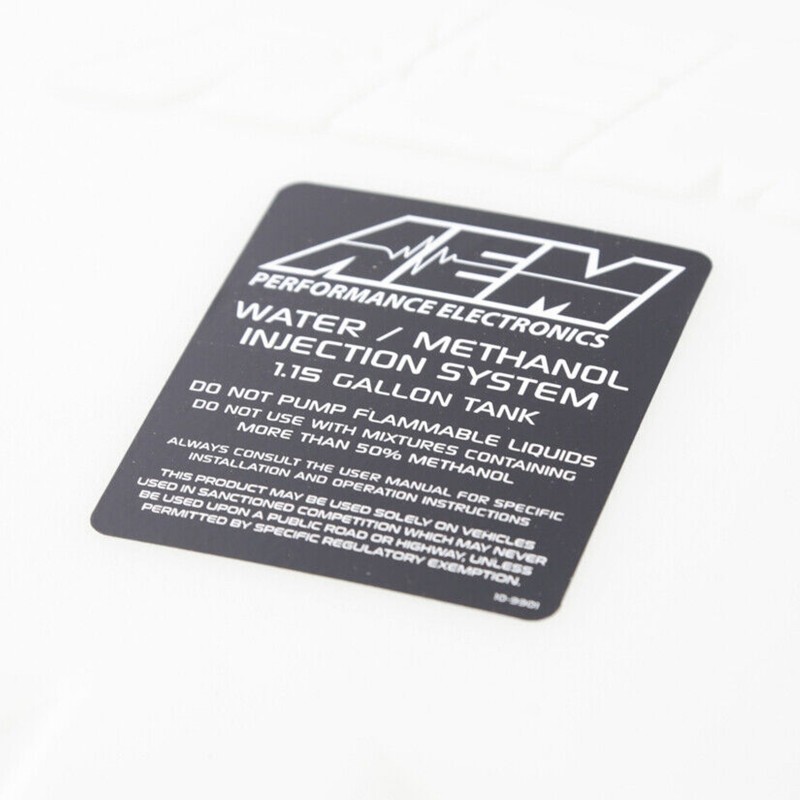 AEM
PERFORMANCE ELECTRONICS
WATER / METHANOL
INJECTION SYSTEM
1.15 GALLON TANK
DO NOT PUMP FLAMMABLE LIQUIDS
DO NOT USE WITH MIXTURES CONTAINING
MORE THAN 50% METHANOL
ALWAYS CONSULT THE USER MANUAL FOR SPECIFIC
INSTALLATION AND OPERATION INSTRUCTIONS
THIS PRODUCT MAY BE USED SOLELY ON VEHICLES
USED IN SANCTIONED COMPETITION WHICH MAY NEVER
BE USED UPON A PUBLIC ROAD OR HIGHWAY, UNLESS
PERMITTED BY SPECIFIC REGULATORY EXEMPTION.
10-9901